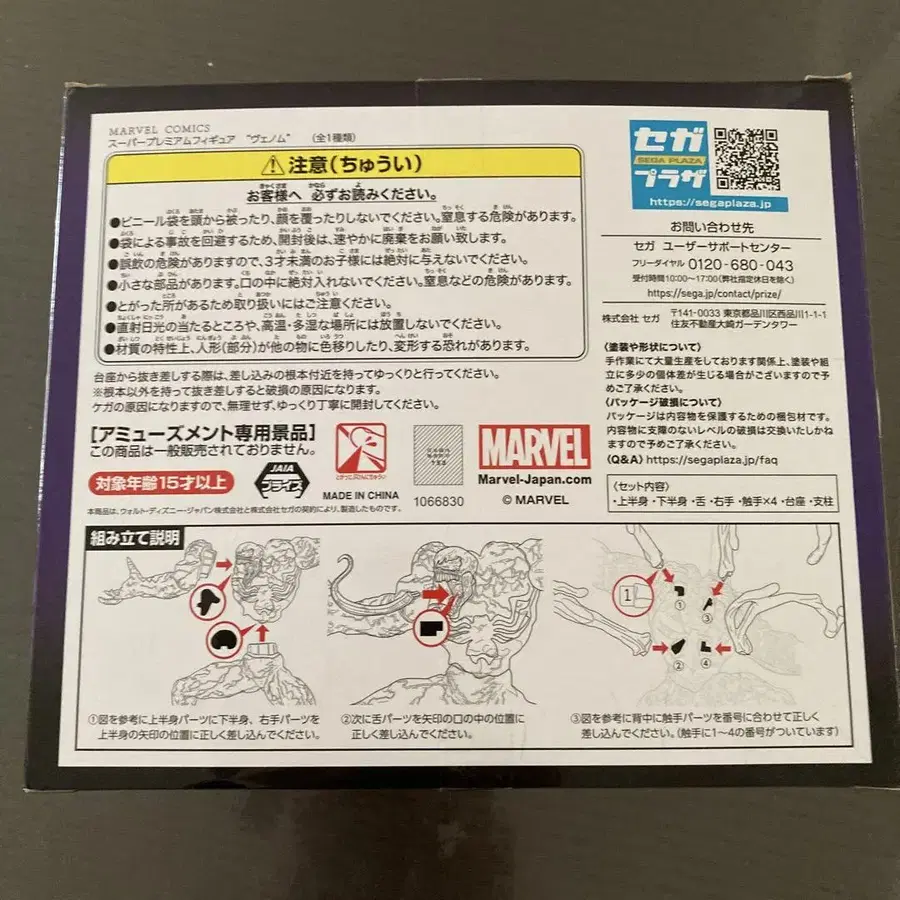 MARVEL COMICS
スーパープレミアムフィギュア "ヴェノム" (全1種類)
注意(ちゅうい)
お客様へ 必ずお読みください。
●ビニール袋を頭から被ったり、顔を覆ったりしないでください。窒息する危険があります。
●袋による事故を回避するため、開封後は、速やかに廃棄をお願い致します。
●誤飲の危険がありますので、3才未満のお子様には絶対に与えないでください。
●小さな部品があります。口の中に絶対入れないでください。窒息などの危険があります。
●とがった所があるため取り扱いにはご注意ください。
●直射日光の当たるところや、高温・多湿な場所には放置しないでください。
●材質の特性上、人形(部分)が他の物に色移りしたり、変形する恐れがあります。
台座から抜き差しする際は、差し込みの根本付近を持ってゆっくりと行ってください。
※根本以外を持って抜き差しすると破損の原因になります。
ケガの原因になりますので、無理せず、ゆっくり丁寧に開封してください。
[アミューズメント専用景品]
この商品は一般販売されておりません。
対象年齢15才以上
JAIA
プライズ
MADE IN CHINA
1066830
MARVEL
Marvel-Japan.com
© MARVEL
本商品は、ウォルト・ディズニー・ジャパン株式会社と株式会社セガの契約により、製造したものです。
セガ
SEGA PLAZA
プラザ
https://segaplaza.jp
お問い合わせ先
セガ ユーザーサポートセンター
フリーダイヤル 0120-680-043
受付時間10:00~17:00(弊社指定休日を除く)
https://sega.jp/contact/prize/
株式会社 セガ 〒141-0033 東京都品川区西品川1-1-1
住友不動産大崎ガーデンタワー
〈塗装や形状について〉
手作業にて大量生産をしております関係上、塗装や組
立に多少の個体差が生じる場合がございますので予
めご了承ください。
〈パッケージ破損について〉
パッケージは内容物を保護するための梱包材です。
内容物に支障のないレベルの破損は交換いたしかね
ますので予めご了承ください。
〈Q&A〉https://segaplaza.jp/faq
〈セット内容〉
・上半身・下半身・舌・右手・触手×4・台座・支柱
組み立て説明
1
①
③
②
④
①図を参考に上半身パーツに下半身、右手パーツを
上半身の矢印の位置に正しく差し込んでください。
②次に舌パーツを矢印の口の中の位置に
正しく差し込んでください。
③図を参考に背中に触手パーツを番号に合わせて正しく
差し込んでください。(触手に1~4の番号がついています)